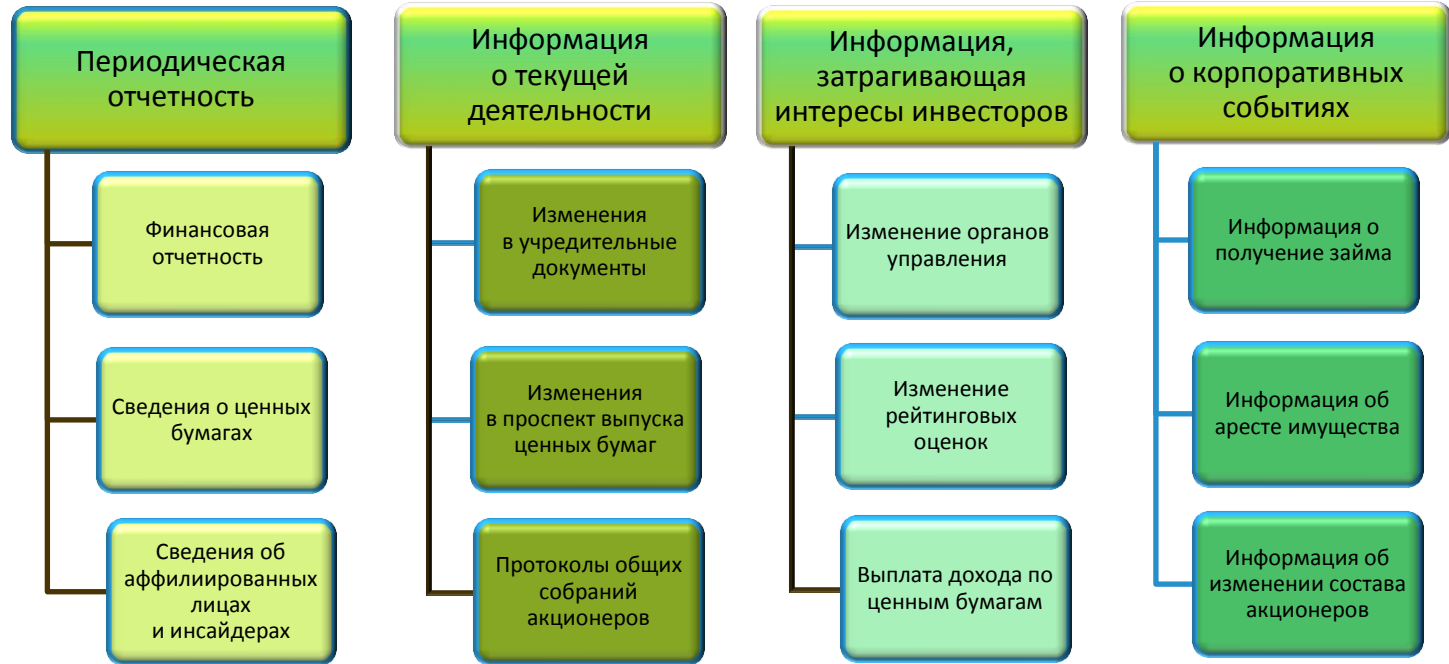 Периодическая
отчетность
Финансовая
отчетность
Сведения о ценных
бумагах
Сведения об
аффилиированных
лицах
и инсайдерах
Информация
о текущей
деятельности
Изменения
в учредительные
документы
Изменения
в проспект выпуска
ценных бумаг
Протоколы общих
собраний
акционеров
Информация,
затрагивающая
интересы инвесторов
Изменение органов
управления
Изменение
рейтинговых
оценок
Выплата дохода по
ценным бумагам
Информация
о корпоративных
событиях
Информация о
получение займа
Информация об
аресте имущества
Информация об
изменении состава
акционеров